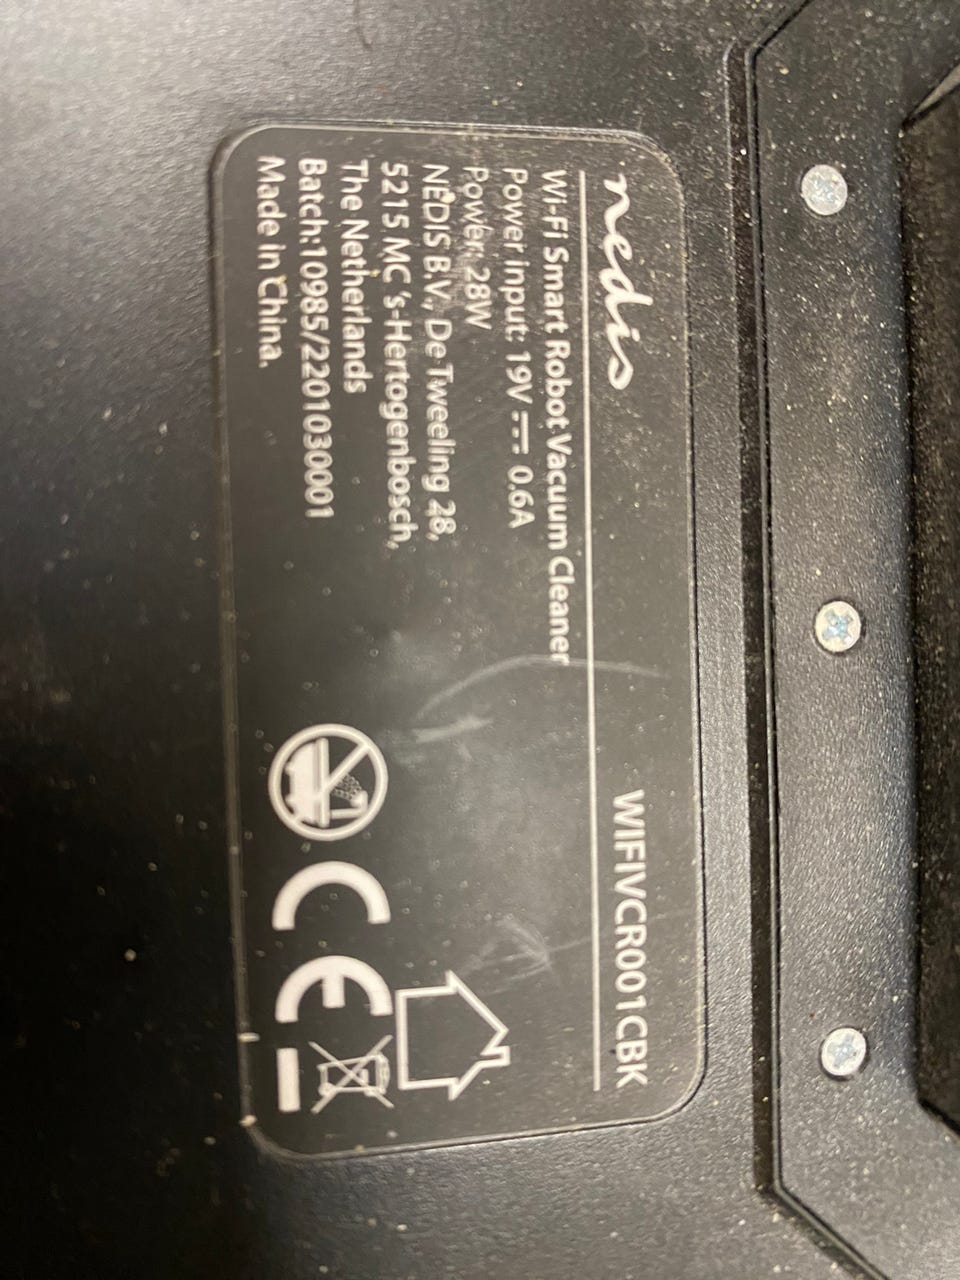 nedis
WIFIVCR001CBK
Wi-Fi Smart Robot Vacuum Cleaner
Power input: 19V ⎓ 0.6A
Power: 28W
NEDIS B.V., De Tweeling 28,
5215 MC 's-Hertogenbosch,
The Netherlands
Batch:10985/2201030001
Made in China.
CE